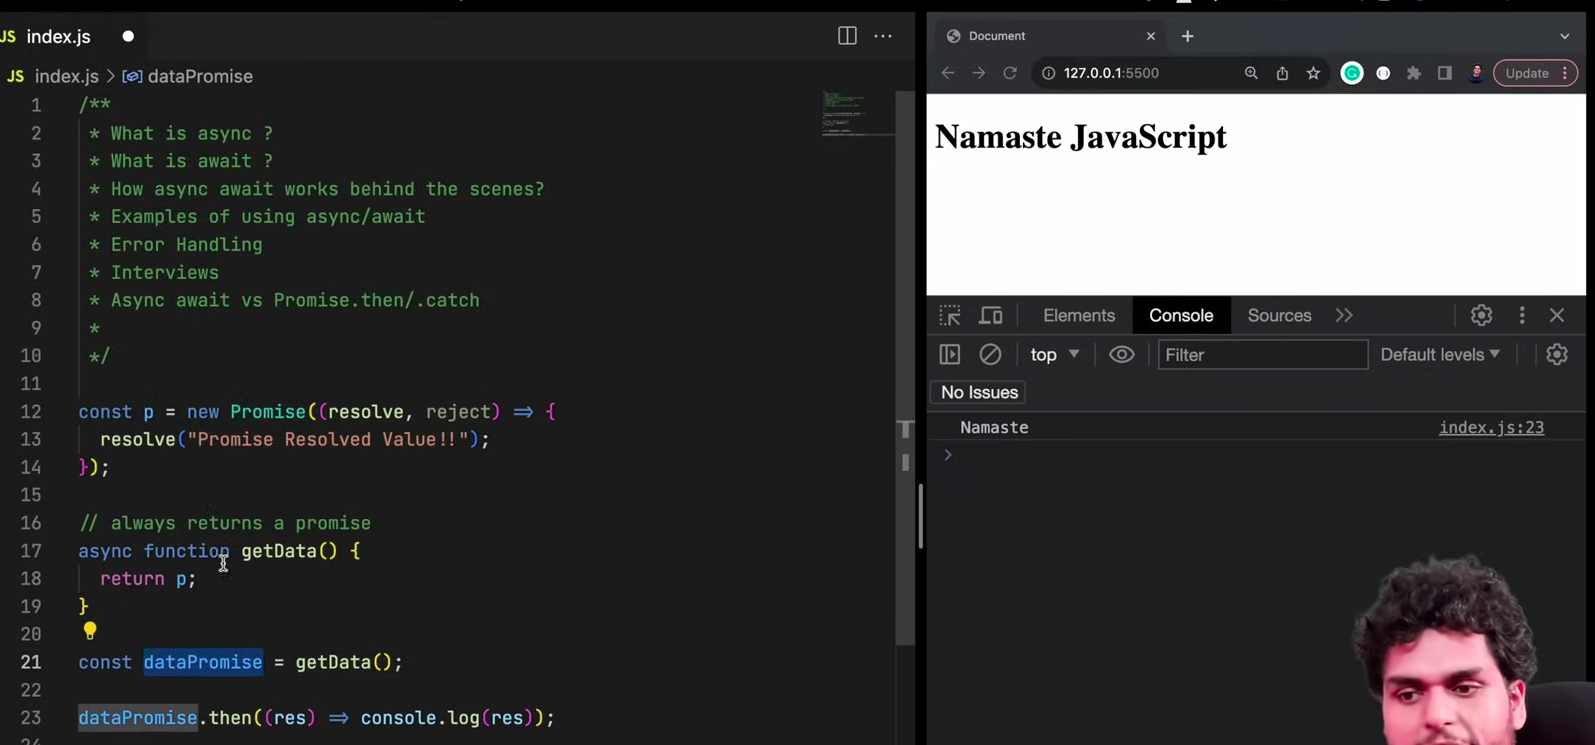 JS index.js
JS index.js > dataPromise
1 /**
2 * What is async ?
3 * What is await ?
4 * How async await works behind the scenes?
5 * Examples of using async/await
6 * Error Handling
7 * Interviews
8 * Async await vs Promise.then/.catch
9 *
10 */
11
12 const p = new Promise((resolve, reject) => {
13 resolve("Promise Resolved Value!!");
14 });
15
16 // always returns a promise
17 async function getData() {
18 return p;
19 }
20
21 const dataPromise = getData();
22
23 dataPromise.then((res) => console.log(res));
Document
127.0.0.1:5500
Update
Namaste JavaScript
Elements Console Sources
top Filter Default levels
No Issues
Namaste index.js:23